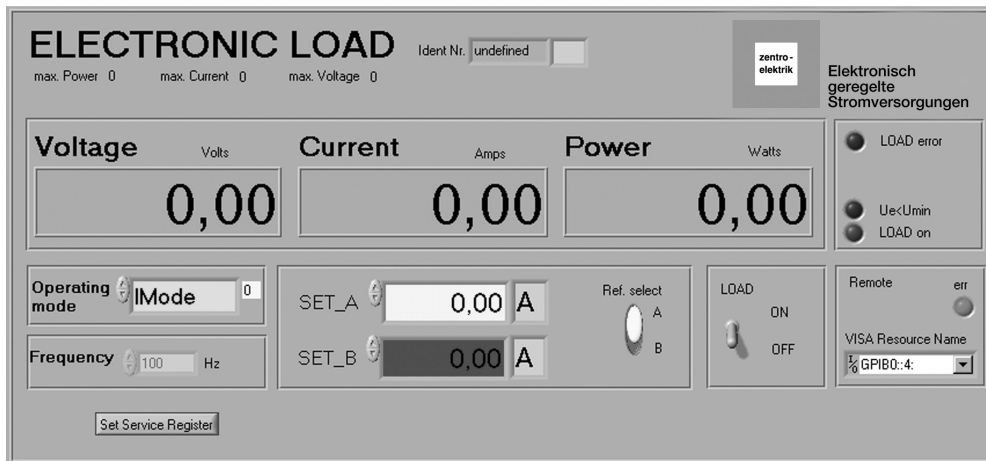 ELECTRONIC LOAD
Ident Nr. undefined
max. Power 0 max. Current 0 max. Voltage 0
zentro-
elektrik
Elektronisch
geregelte
Stromversorgungen
Voltage Volts
0,00
Current Amps
0,00
Power Watts
0,00
LOAD error
Ue<Umin
LOAD on
Operating
mode
IMode 0
Frequency 100 Hz
SET_A 0,00 A
SET_B 0,00 A
Ref. select
A
B
LOAD
ON
OFF
Remote err
VISA Resource Name
I/O GPIB0::4:
Set Service Register